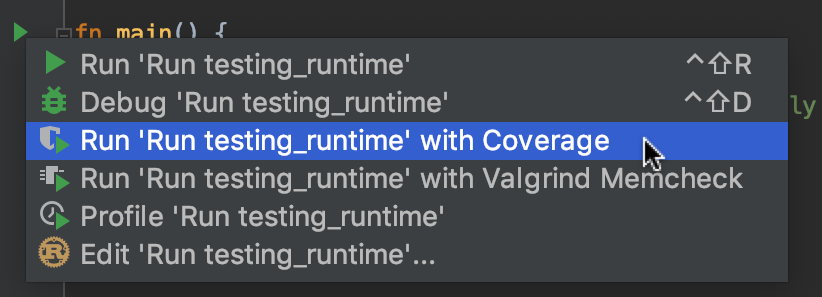 fn main() {
Run 'Run testing_runtime' ^⇧R
Debug 'Run testing_runtime' ^⇧D
ly
Run 'Run testing_runtime' with Coverage
Run 'Run testing_runtime' with Valgrind Memcheck
Profile 'Run testing_runtime'
Edit 'Run testing_runtime'...